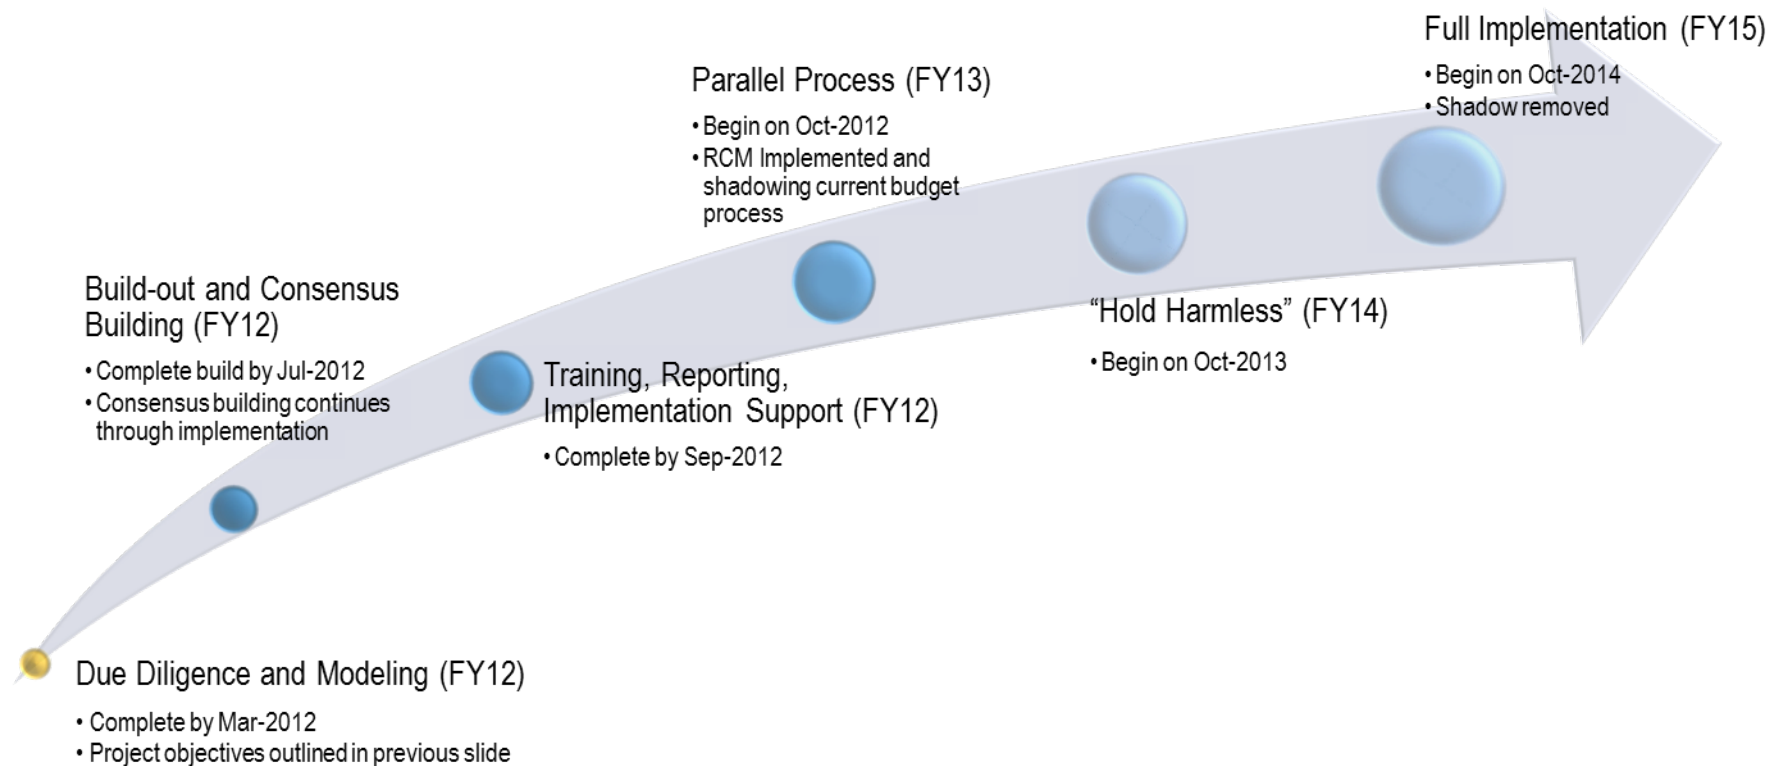 Full Implementation (FY15)
• Begin on Oct-2014
• Shadow removed
Parallel Process (FY13)
• Begin on Oct-2012
• RCM Implemented and
shadowing current budget
process
Build-out and Consensus
Building (FY12)
• Complete build by Jul-2012
• Consensus building continues
through implementation
"Hold Harmless" (FY14)
• Begin on Oct-2013
Training, Reporting,
Implementation Support (FY12)
• Complete by Sep-2012
Due Diligence and Modeling (FY12)
• Complete by Mar-2012
• Project objectives outlined in previous slide